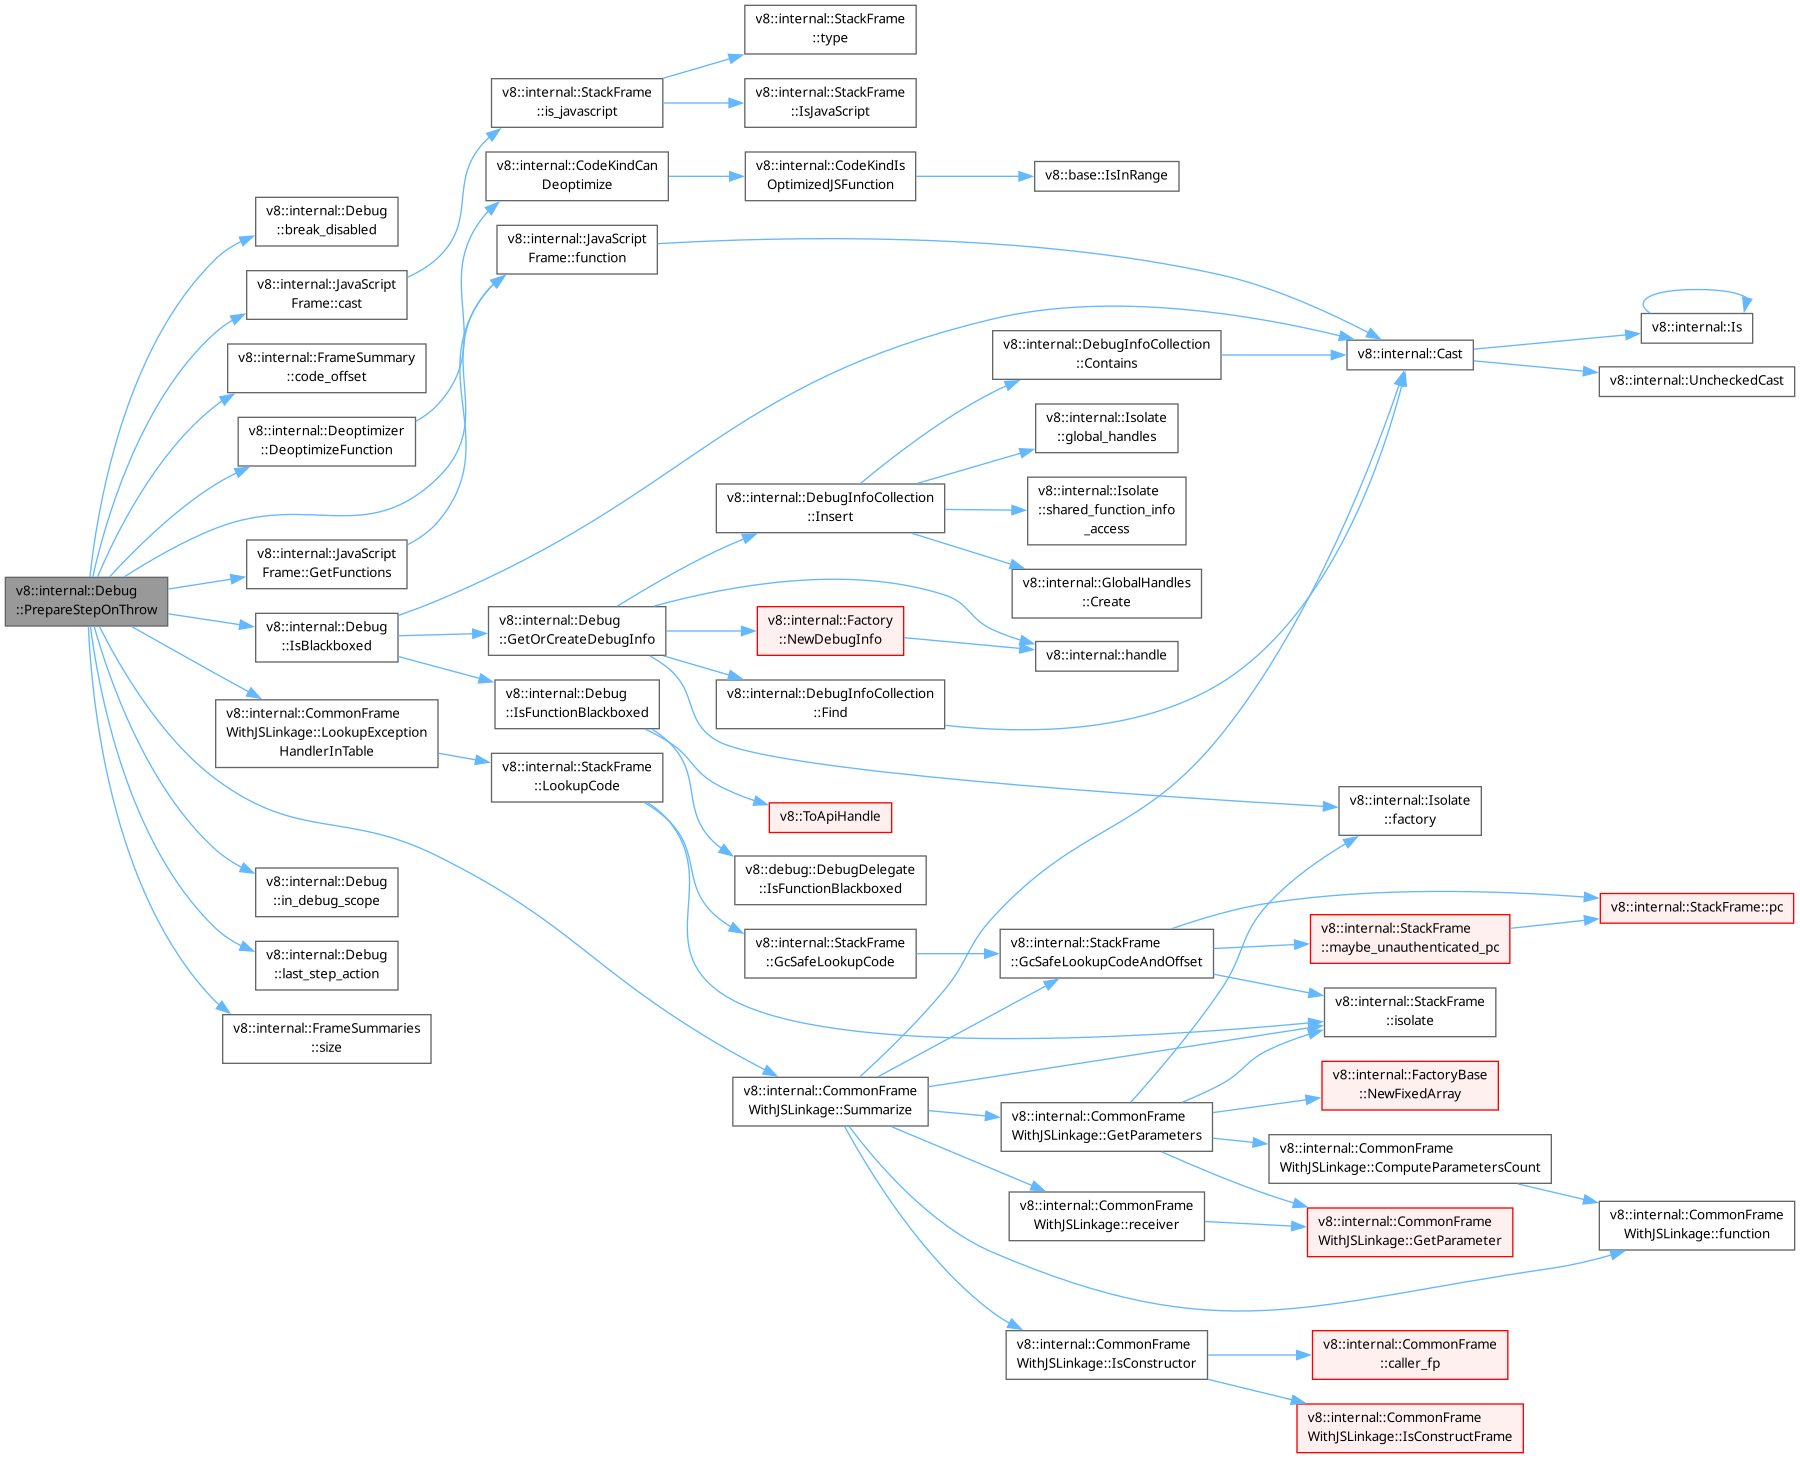 v8::internal::Debug
::PrepareStepOnThrow
v8::internal::Debug
::break_disabled
v8::internal::JavaScript
Frame::cast
v8::internal::FrameSummary
::code_offset
v8::internal::Deoptimizer
::DeoptimizeFunction
v8::internal::JavaScript
Frame::GetFunctions
v8::internal::Debug
::IsBlackboxed
v8::internal::CommonFrame
WithJSLinkage::LookupException
HandlerInTable
v8::internal::Debug
::in_debug_scope
v8::internal::Debug
::last_step_action
v8::internal::FrameSummaries
::size
v8::internal::StackFrame
::is_javascript
v8::internal::CodeKindCan
Deoptimize
v8::internal::JavaScript
Frame::function
v8::internal::Debug
::GetOrCreateDebugInfo
v8::internal::Debug
::IsFunctionBlackboxed
v8::internal::StackFrame
::LookupCode
v8::internal::StackFrame
::type
v8::internal::StackFrame
::IsJavaScript
v8::internal::CodeKindIs
OptimizedJSFunction
v8::internal::DebugInfoCollection
::Insert
v8::internal::Factory
::NewDebugInfo
v8::internal::DebugInfoCollection
::Find
v8::ToApiHandle
v8::debug::DebugDelegate
::IsFunctionBlackboxed
v8::internal::StackFrame
::GcSafeLookupCode
v8::internal::CommonFrame
WithJSLinkage::Summarize
v8::base::IsInRange
v8::internal::DebugInfoCollection
::Contains
v8::internal::Isolate
::global_handles
v8::internal::Isolate
::shared_function_info
_access
v8::internal::GlobalHandles
::Create
v8::internal::handle
v8::internal::StackFrame
::GcSafeLookupCodeAndOffset
v8::internal::CommonFrame
WithJSLinkage::GetParameters
v8::internal::CommonFrame
WithJSLinkage::receiver
v8::internal::CommonFrame
WithJSLinkage::IsConstructor
v8::internal::Cast
v8::internal::Isolate
::factory
v8::internal::StackFrame
::maybe_unauthenticated_pc
v8::internal::StackFrame
::isolate
v8::internal::FactoryBase
::NewFixedArray
v8::internal::CommonFrame
WithJSLinkage::ComputeParametersCount
v8::internal::CommonFrame
WithJSLinkage::GetParameter
v8::internal::CommonFrame
::caller_fp
v8::internal::CommonFrame
WithJSLinkage::IsConstructFrame
v8::internal::Is
v8::internal::UncheckedCast
v8::internal::StackFrame::pc
v8::internal::CommonFrame
WithJSLinkage::function